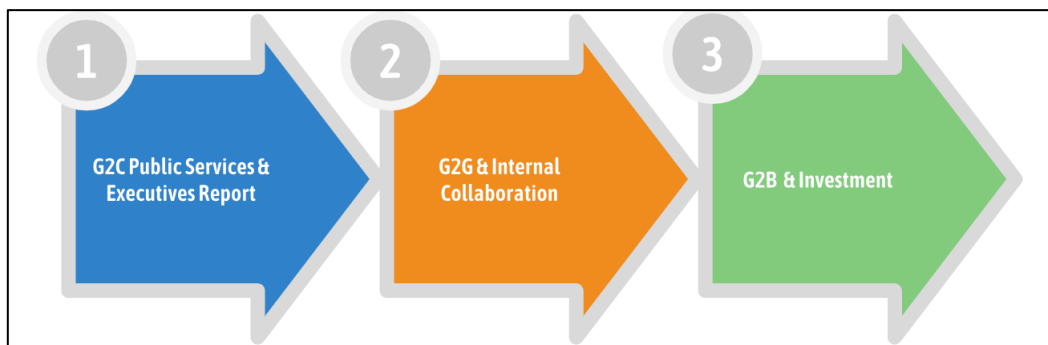 1
G2C Public Services &
Executives Report
2
G2G & Internal
Collaboration
3
G2B & Investment